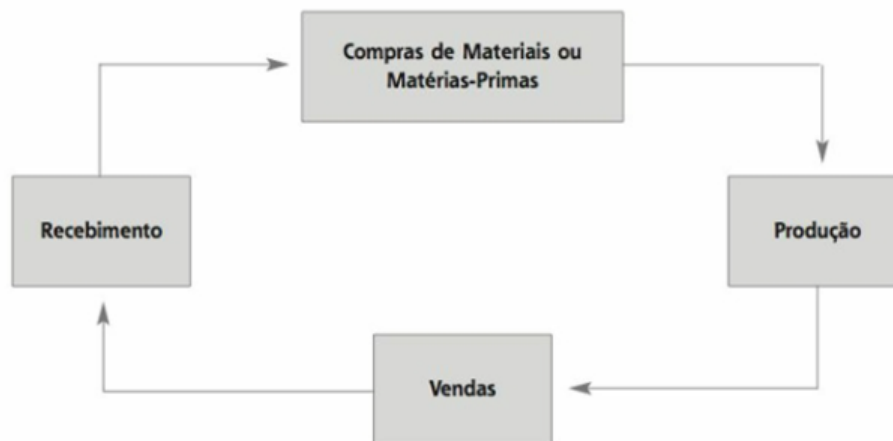 Compras de Materiais ou
Matérias-Primas
Recebimento
Produção
Vendas